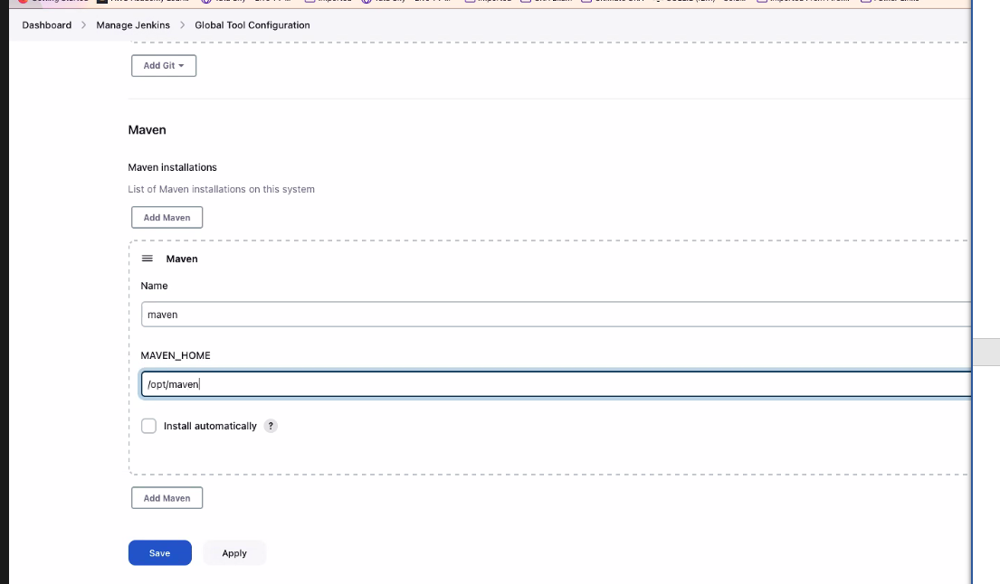 Dashboard > Manage Jenkins > Global Tool Configuration
Add Git
Maven
Maven installations
List of Maven installations on this system
Add Maven
Maven
Name
maven
MAVEN_HOME
/opt/maven
Install automatically ?
Add Maven
Save Apply